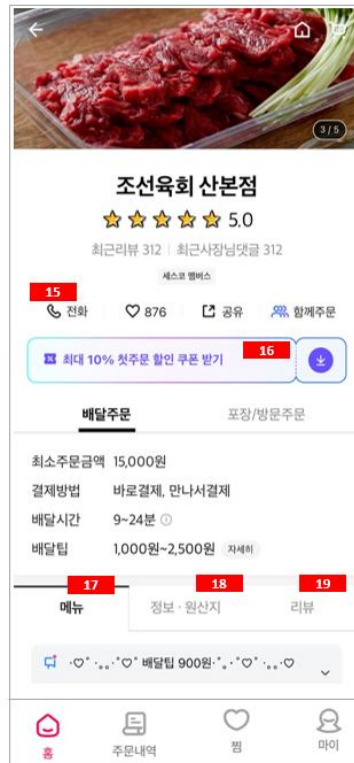 3/5
조선육회 산본점
5.0
최근리뷰 312 최근사장님댓글 312
세스코 멤버스
15
전화 876 공유 함께주문
16
최대 10% 첫주문 할인 쿠폰 받기
배달주문 포장/방문주문
최소주문금액 15,000원
결제방법 바로결제, 만나서결제
배달시간 9~24분
배달팁 1,000원~2,500원 자세히
17 18 19
메뉴 정보·원산지 리뷰
·♡˚·｡｡·˚♡˚ 배달팁 900원·˚｡·˚♡˚·｡｡·♡
홈 주문내역 찜 마이